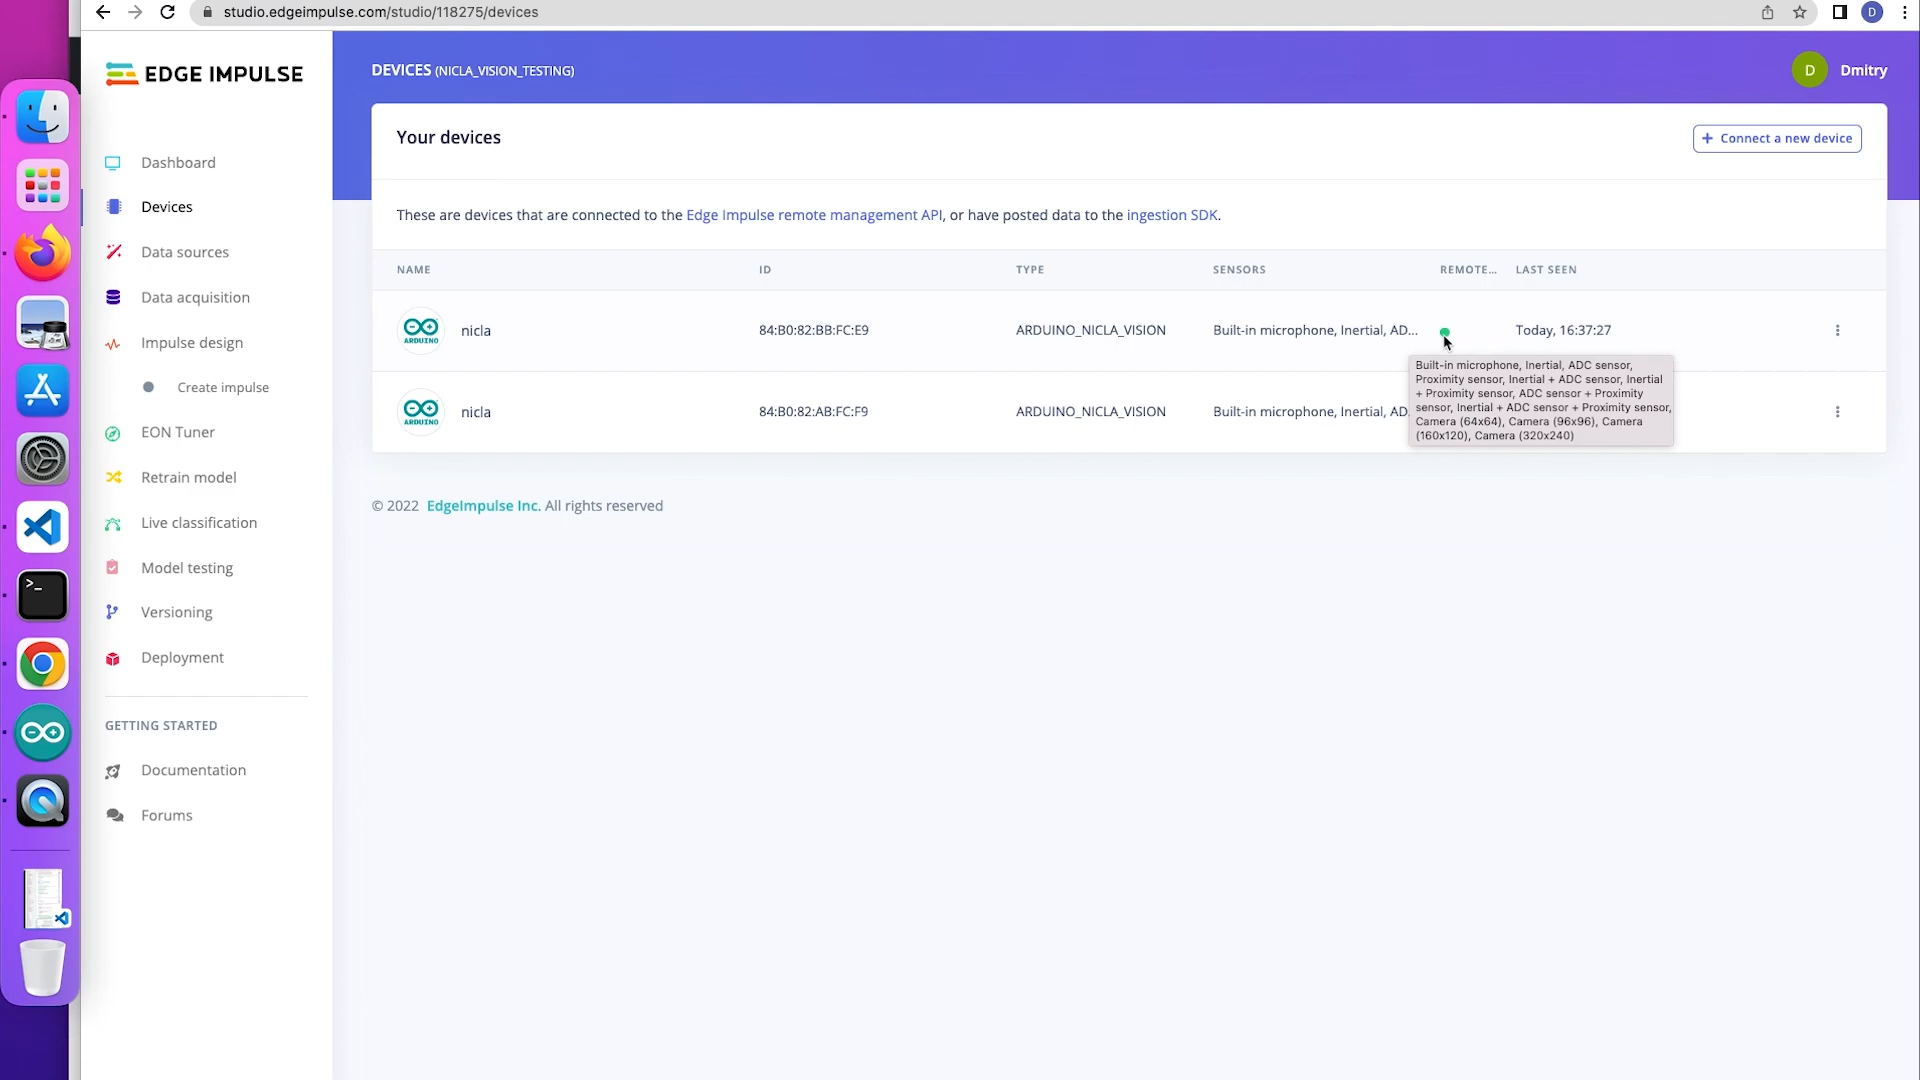 studio.edgeimpulse.com/studio/118275/devices
D
EDGE IMPULSE
DEVICES (NICLA_VISION_TESTING)
D Dmitry
Your devices
+ Connect a new device
These are devices that are connected to the Edge Impulse remote management API, or have posted data to the ingestion SDK.
NAME ID TYPE SENSORS REMOTE... LAST SEEN
ARDUINO nicla 84:B0:82:BB:FC:E9 ARDUINO_NICLA_VISION Built-in microphone, Inertial, AD... Today, 16:37:27
Built-in microphone, Inertial, ADC sensor,
Proximity sensor, Inertial + ADC sensor, Inertial
+ Proximity sensor, ADC sensor + Proximity
sensor, Inertial + ADC sensor + Proximity sensor,
Camera (64x64), Camera (96x96), Camera
(160x120), Camera (320x240)
ARDUINO nicla 84:B0:82:AB:FC:F9 ARDUINO_NICLA_VISION Built-in microphone, Inertial, AD
© 2022 EdgeImpulse Inc. All rights reserved
Dashboard
Devices
Data sources
Data acquisition
Impulse design
Create impulse
EON Tuner
Retrain model
Live classification
Model testing
Versioning
Deployment
GETTING STARTED
Documentation
Forums